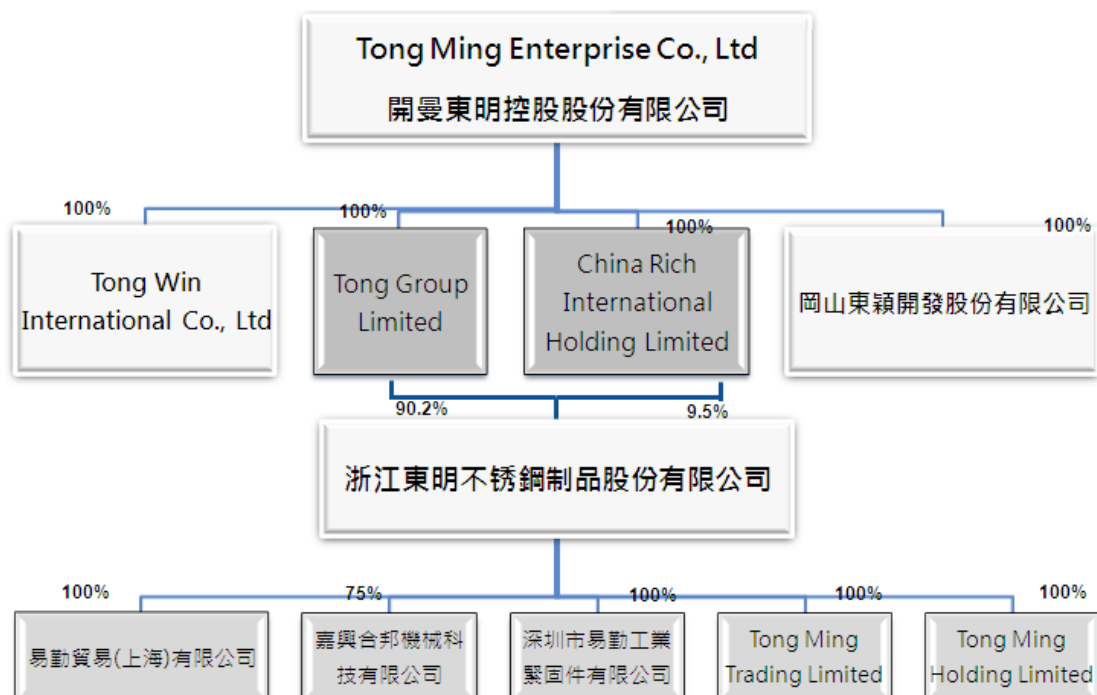 Tong Ming Enterprise Co., Ltd
開曼東明控股股份有限公司
100%
100%
100%
100%
Tong Win
International Co., Ltd
Tong Group
Limited
China Rich
International
Holding Limited
岡山東穎開發股份有限公司
90.2%
9.5%
浙江東明不锈鋼制品股份有限公司
100%
75%
100%
100%
100%
易勤貿易(上海)有限公司
嘉興合邦機械科
技有限公司
深圳市易勤工業
緊固件有限公司
Tong Ming
Trading Limited
Tong Ming
Holding Limited